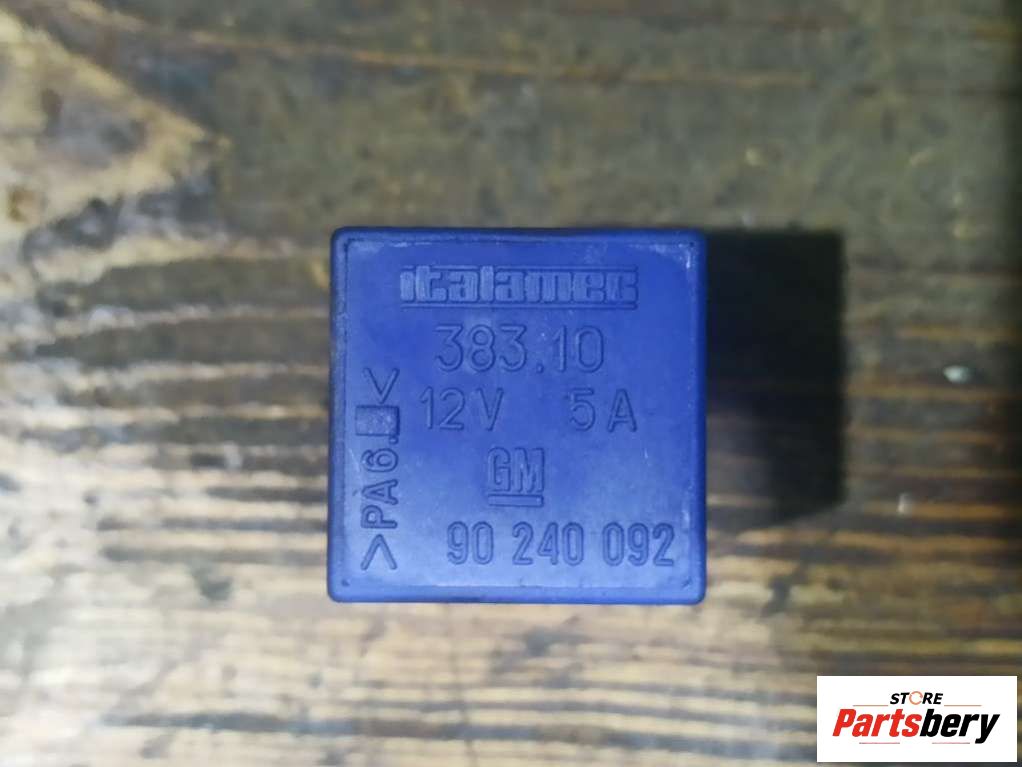 italamec
383.10
12V 5A
>PA6.<
GM
90 240 092
STORE
Partsbery